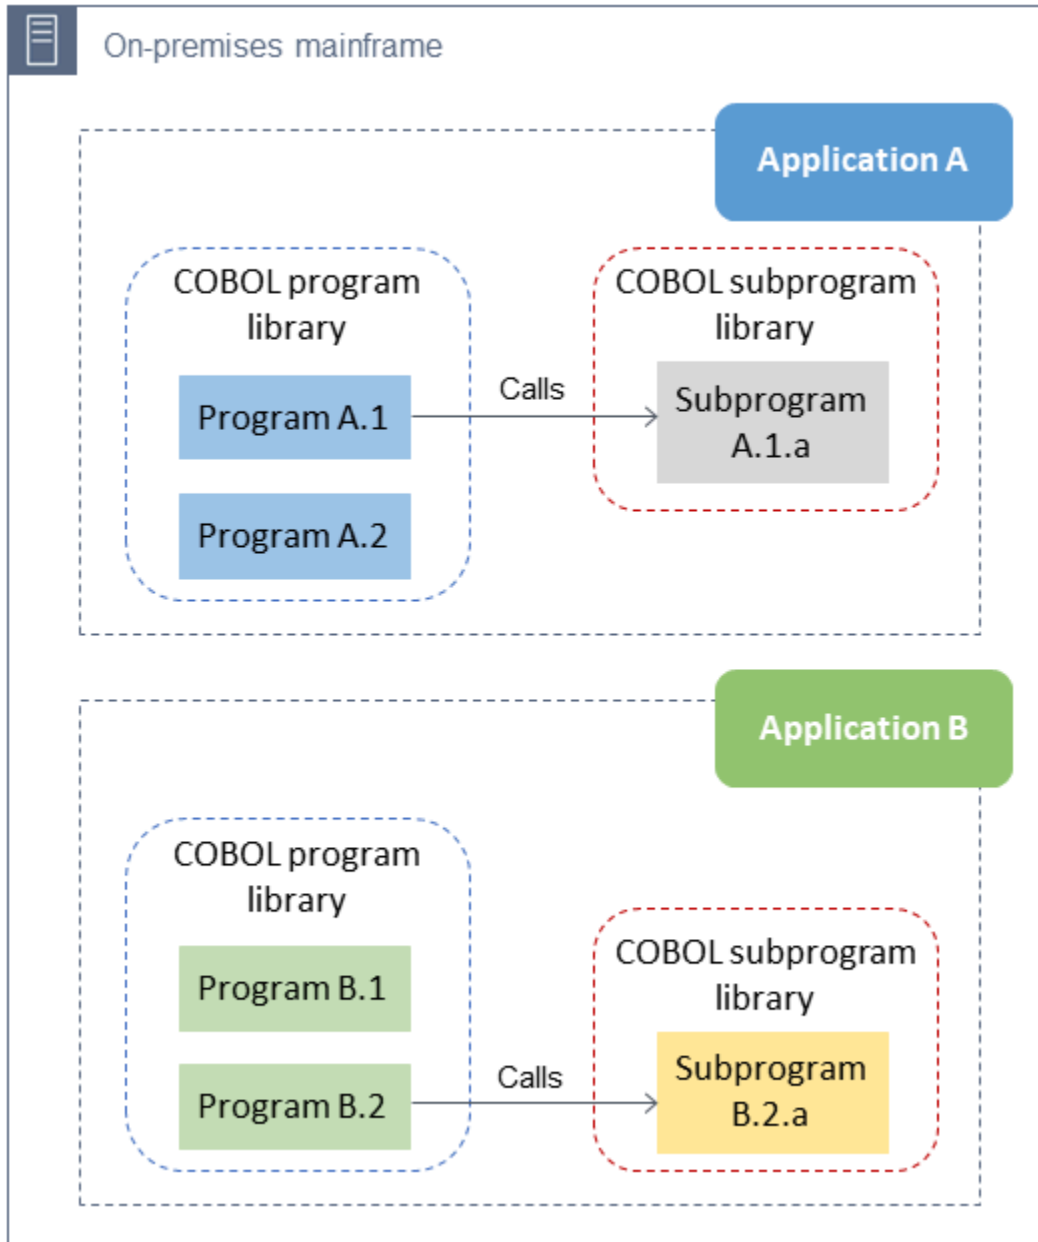 On-premises mainframe
Application A
COBOL program
library
COBOL subprogram
library
Program A.1
Calls
Subprogram
A.1.a
Program A.2
Application B
COBOL program
library
COBOL subprogram
library
Program B.1
Program B.2
Calls
Subprogram
B.2.a